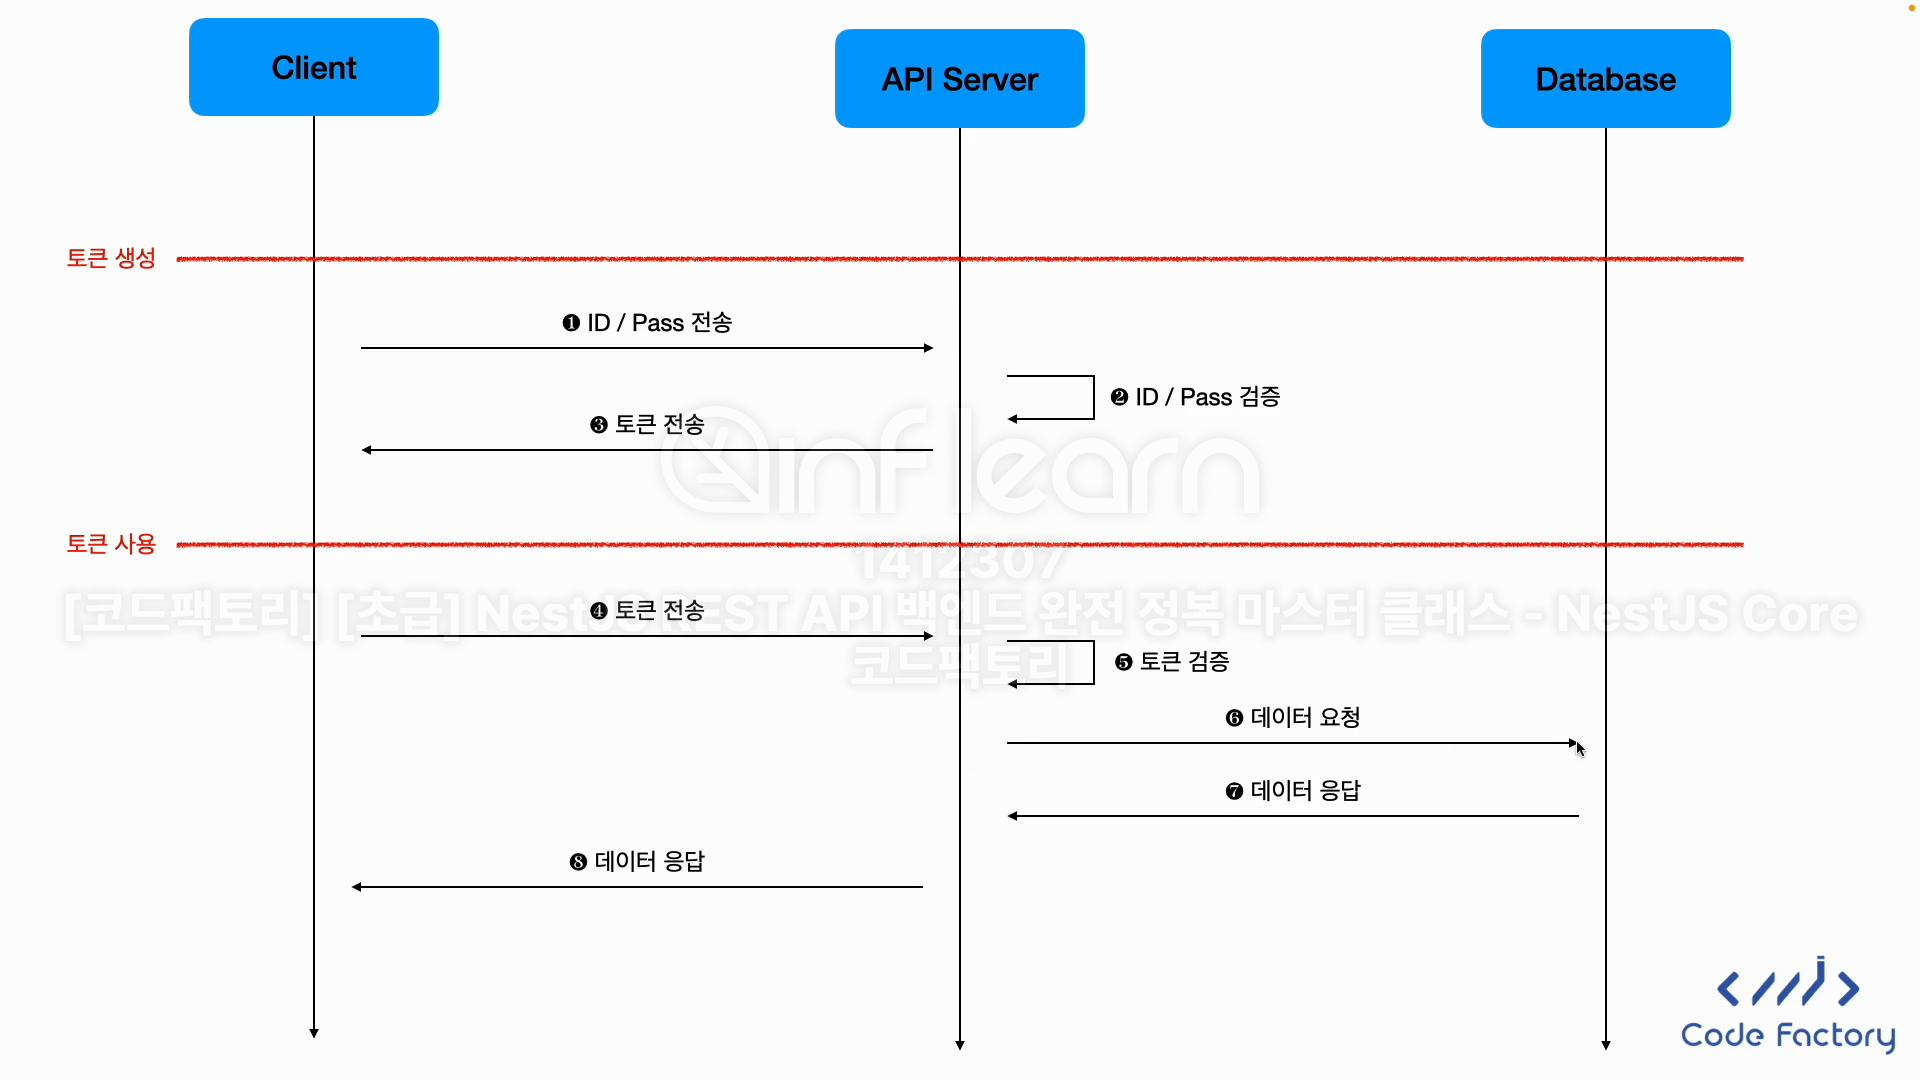 Client
API Server
Database
토큰 생성
❶ ID / Pass 전송
❷ ID / Pass 검증
❸ 토큰 전송
inflearn
토큰 사용
1412307
[코드팩토리] [초급] NestJS REST API 백엔드 완전 정복 마스터 클래스 - NestJS Core
❹ 토큰 전송
코드팩토리
❺ 토큰 검증
❻ 데이터 요청
❼ 데이터 응답
❽ 데이터 응답
Code Factory